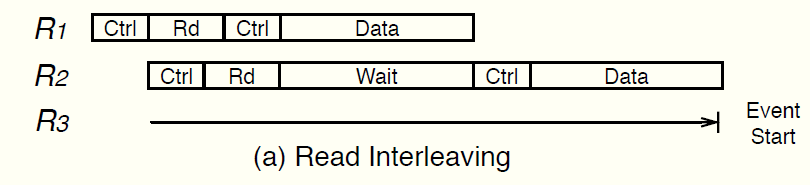 R1 Ctrl Rd Ctrl Data
R2 Ctrl Rd Wait Ctrl Data
R3 Event
Start
(a) Read Interleaving